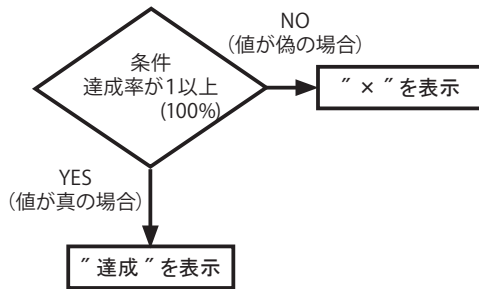 条件
達成率が1以上
(100%)
NO
(値が偽の場合)
″ × ″ を表示
YES
(値が真の場合)
″ 達成 ″ を表示